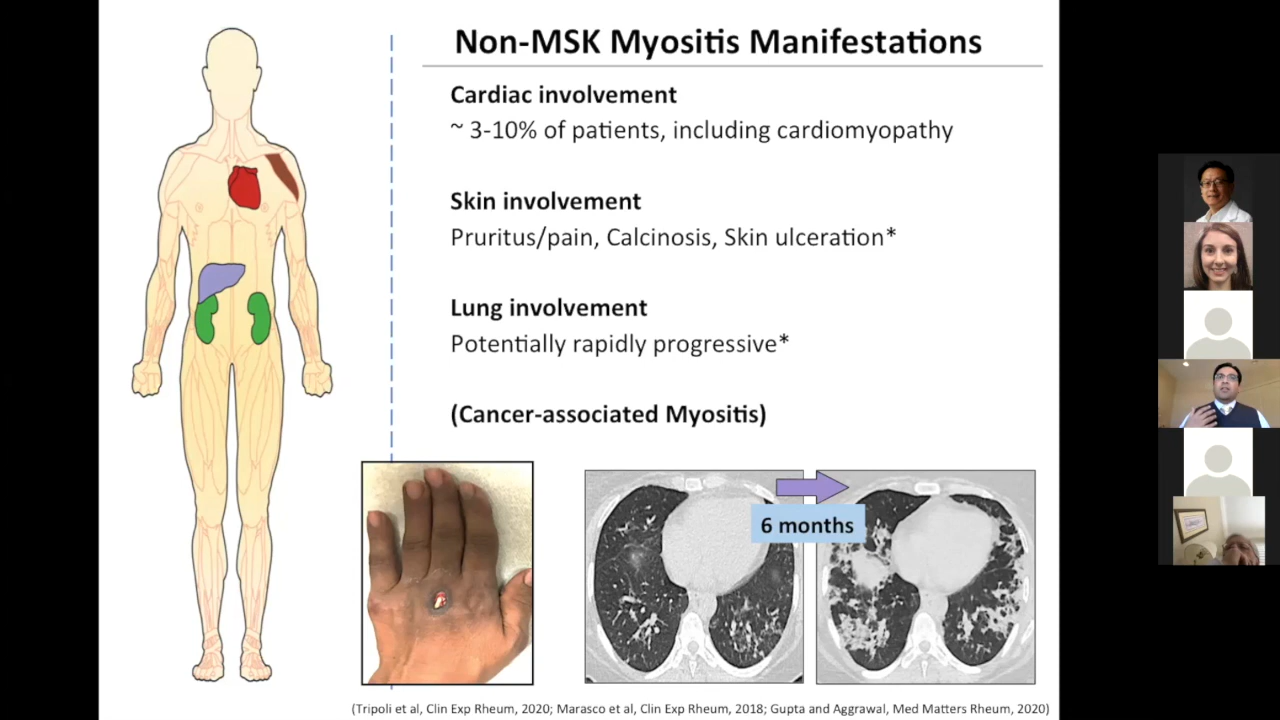 Non-MSK Myositis Manifestations
Cardiac involvement
~ 3-10% of patients, including cardiomyopathy
Skin involvement
Pruritus/pain, Calcinosis, Skin ulceration*
Lung involvement
Potentially rapidly progressive*
(Cancer-associated Myositis)
6 months
(Tripoli et al, Clin Exp Rheum, 2020; Marasco et al, Clin Exp Rheum, 2018; Gupta and Aggrawal, Med Matters Rheum, 2020)